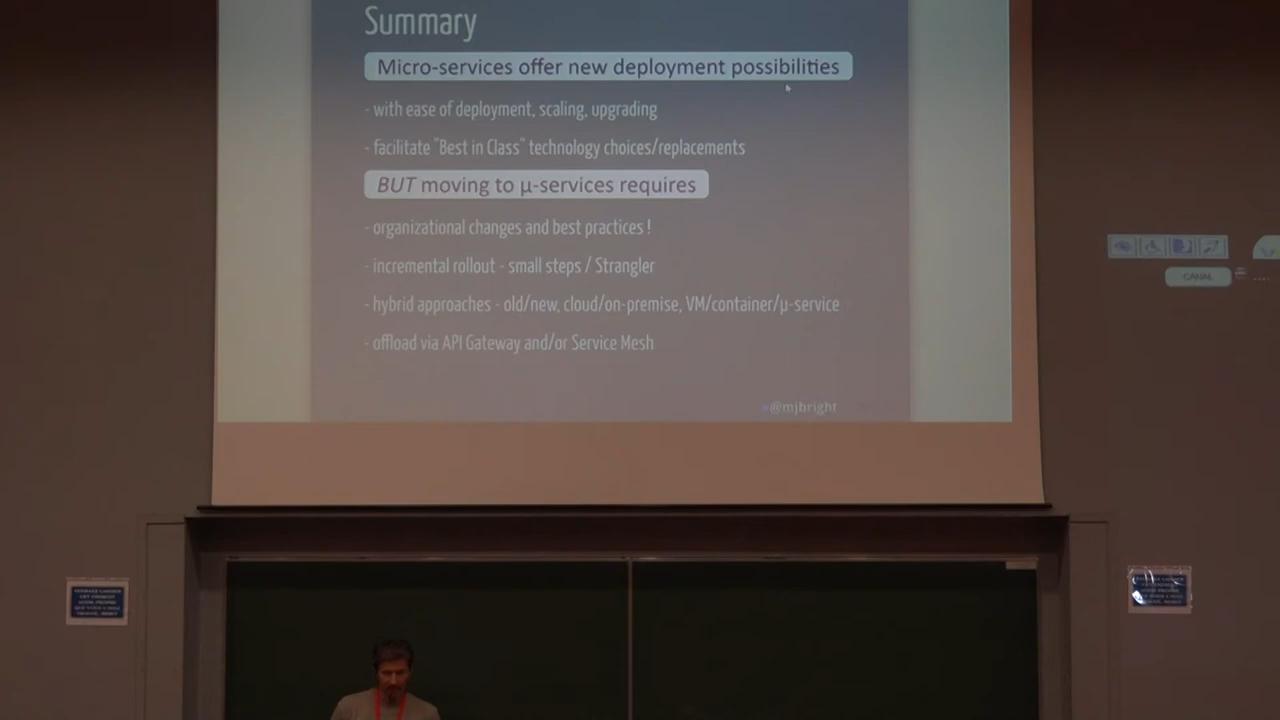 Summary
Micro-services offer new deployment possibilities
- with ease of deployment, scaling, upgrading
- facilitate "Best in Class" technology choices/replacements
BUT moving to µ-services requires
- organizational changes and best practices !
- incremental rollout - small steps / Strangler
- hybrid approaches - old/new, cloud/on-premise, VM/container/µ-service
- offload via API Gateway and/or Service Mesh
@mjbright
CANAL